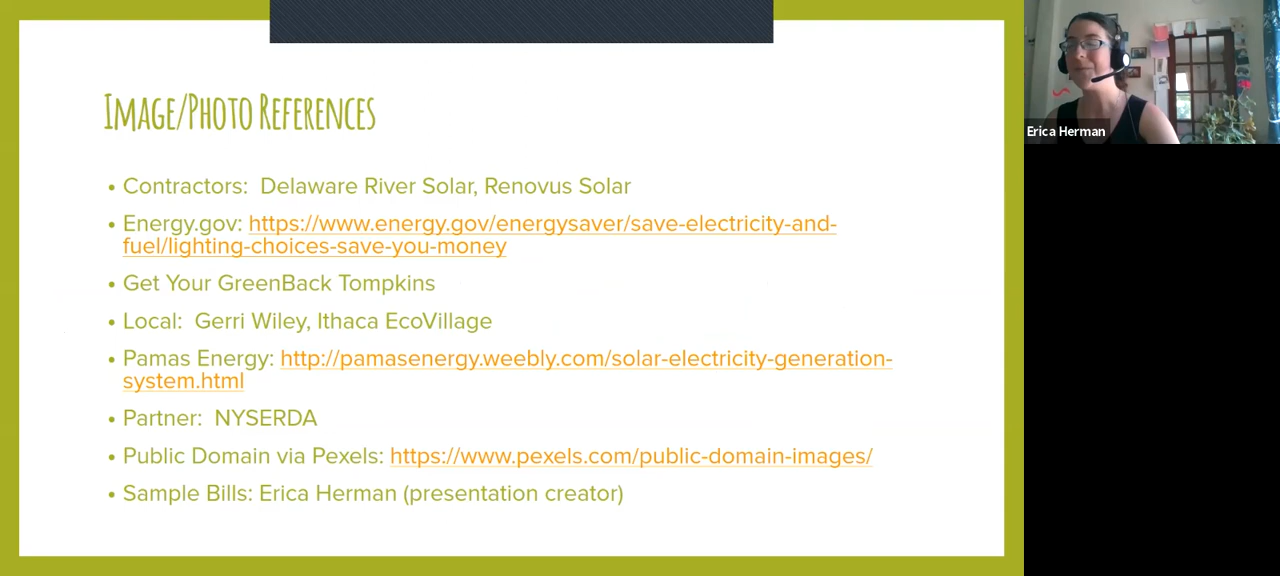 Image/Photo References
• Contractors:  Delaware River Solar, Renovus Solar
• Energy.gov: https://www.energy.gov/energysaver/save-electricity-and-
fuel/lighting-choices-save-you-money
• Get Your GreenBack Tompkins
• Local:  Gerri Wiley, Ithaca EcoVillage
• Pamas Energy: http://pamasenergy.weebly.com/solar-electricity-generation-
system.html
• Partner:  NYSERDA
• Public Domain via Pexels: https://www.pexels.com/public-domain-images/
• Sample Bills: Erica Herman (presentation creator)
Erica Herman